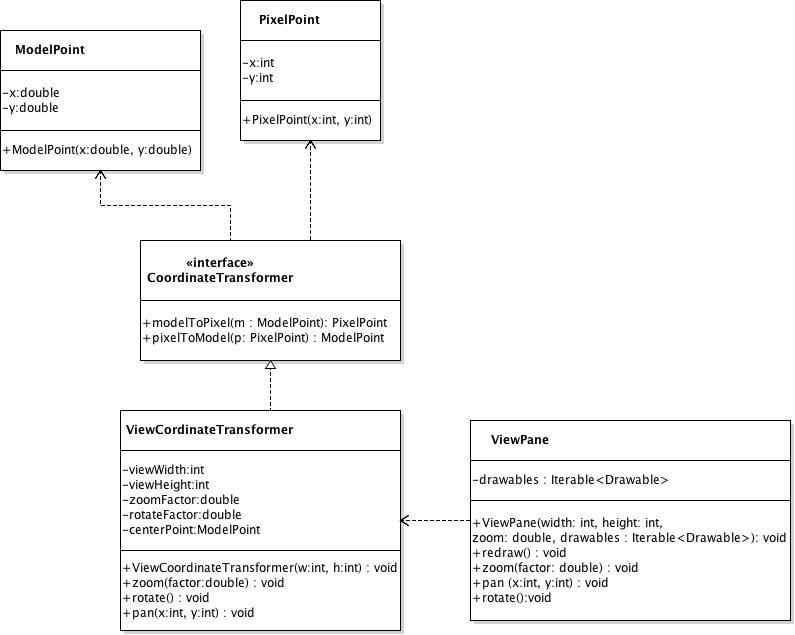 PixelPoint
-x:int
-y:int
+PixelPoint(x:int, y:int)
ModelPoint
-x:double
-y:double
+ModelPoint(x:double, y:double)
«interface»
CoordinateTransformer
+modelToPixel(m : ModelPoint): PixelPoint
+pixelToModel(p: PixelPoint) : ModelPoint
ViewCordinateTransformer
-viewWidth:int
-viewHeight:int
-zoomFactor:double
-rotateFactor:double
-centerPoint:ModelPoint
+ViewCoordinateTransformer(w:int, h:int) : void
+zoom(factor:double) : void
+rotate() : void
+pan(x:int, y:int) : void
ViewPane
-drawables : Iterable<Drawable>
+ViewPane(width: int, height: int,
zoom: double, drawables : Iterable<Drawable>): void
+redraw() : void
+zoom(factor: double) : void
+pan (x:int, y:int) : void
+rotate():void